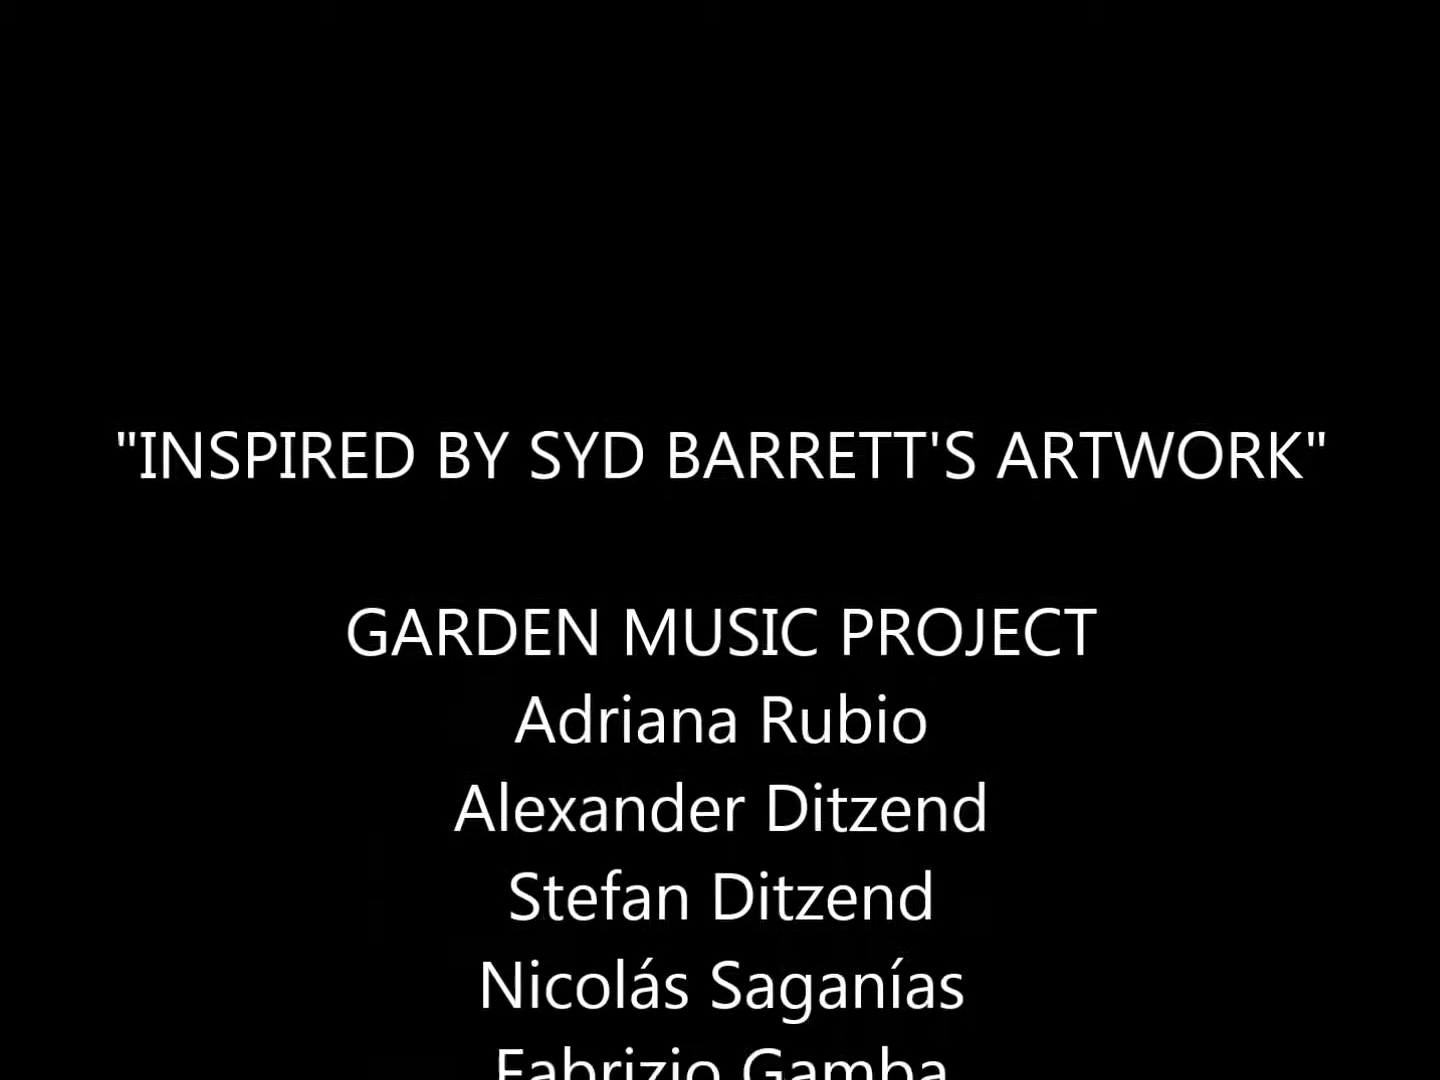 "INSPIRED BY SYD BARRETT'S ARTWORK"
GARDEN MUSIC PROJECT
Adriana Rubio
Alexander Ditzend
Stefan Ditzend
Nicolás Saganías
Fabrizio Gamba